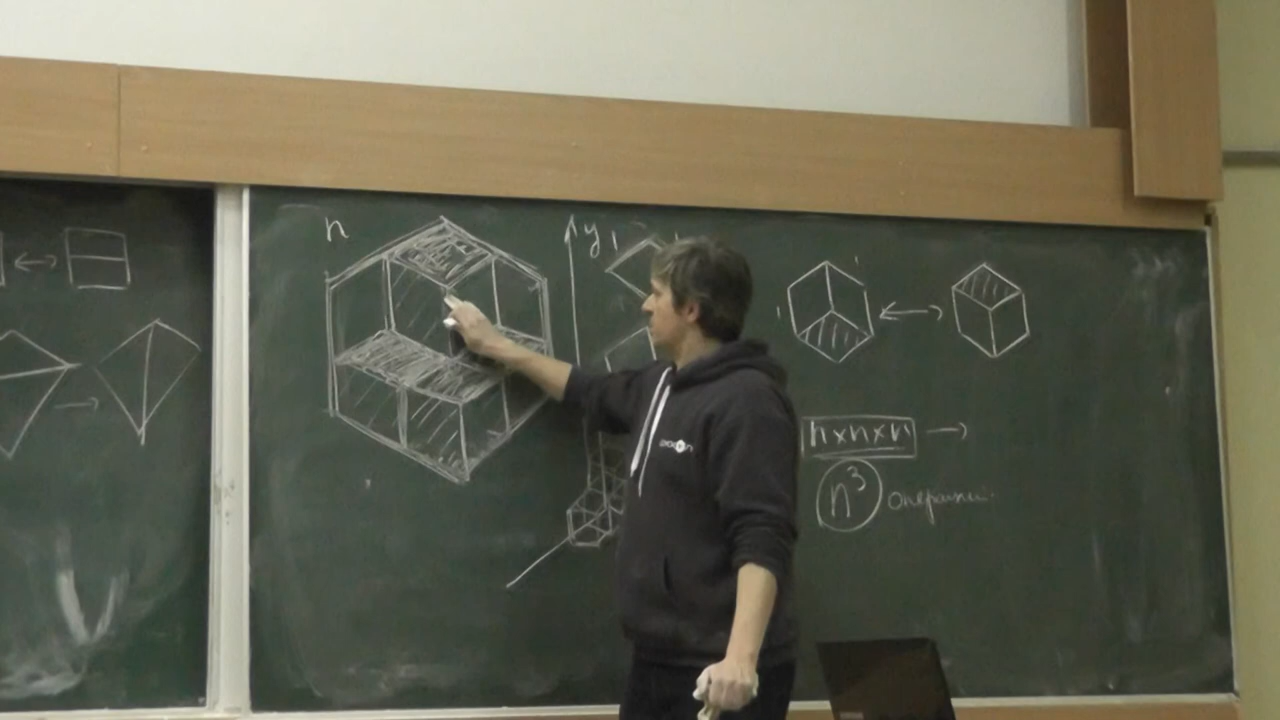 n
y
n×n×n →
n³ операций